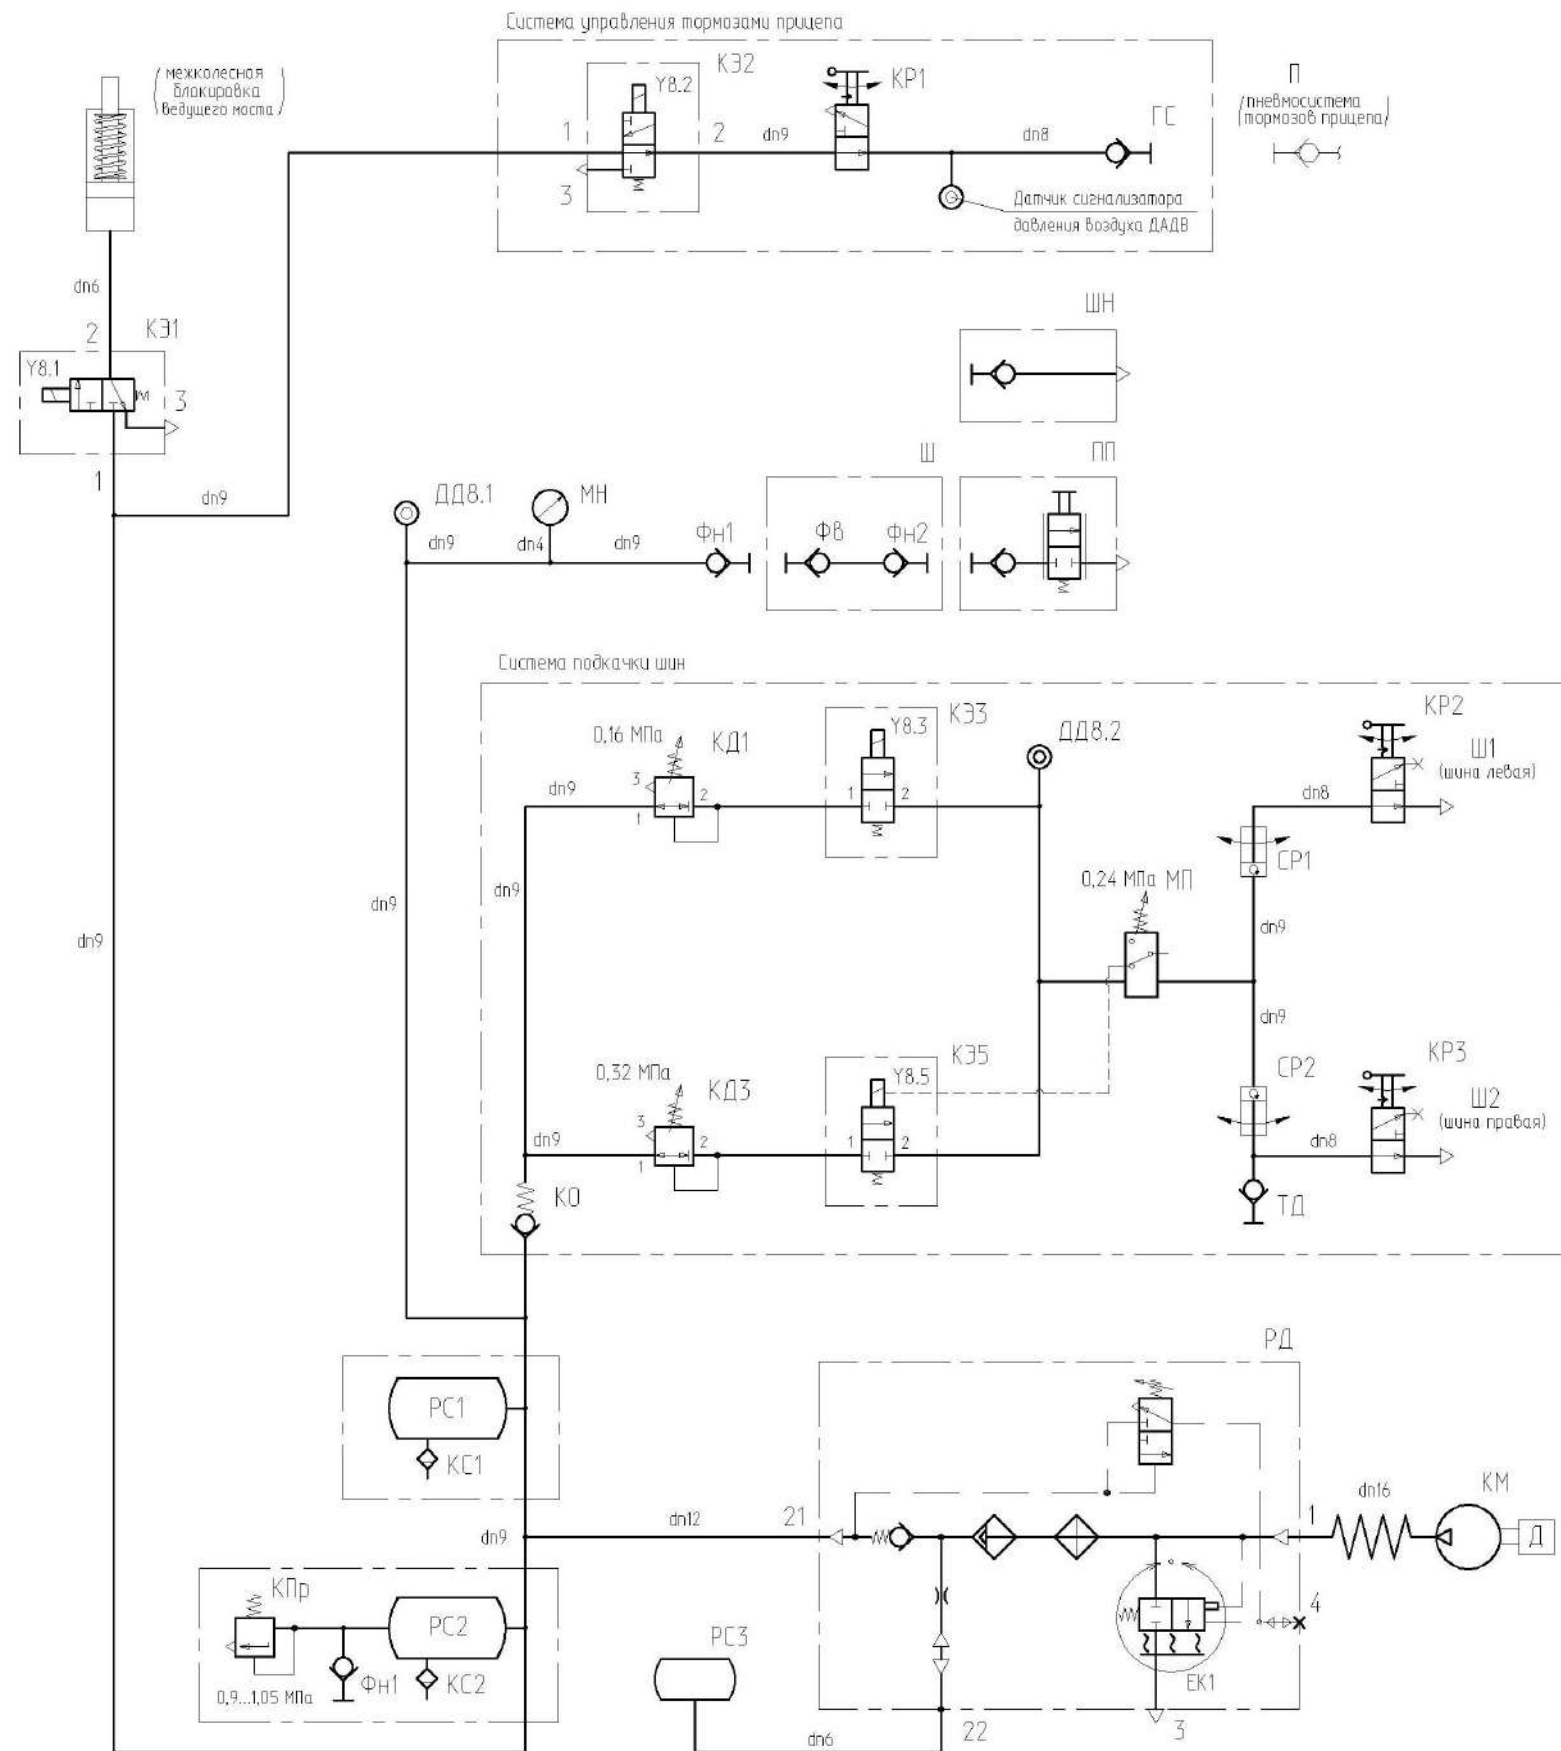 Система управления тормозами прицепа
межколесная
блокировка
ведущего моста
КЭ2
Y8.2
КР1
П
пневмосистема
тормозов прицепа
1
2
dn9
dn8
ГС
3
Датчик сигнализатора
давления воздуха ДАДВ
dn6
2
КЭ1
Y8.1
3
1
ШН
dn9
ДД8.1
МН
Ш
ПП
dn9
dn4
dn9
Фн1
Фв
Фн2
Система подкачки шин
0,16 МПа
КД1
Y8.3
КЭ3
ДД8.2
КР2
Ш1
(шина левая)
dn9
3
2
1
1
2
dn8
СР1
dn9
dn9
0,24 МПа
МП
dn9
dn9
dn9
0,32 МПа
КД3
Y8.5
КЭ5
СР2
КР3
Ш2
(шина правая)
dn9
3
2
1
1
2
dn8
КО
ТД
РД
РС1
КС1
dn16
КМ
dn9
dn12
21
1
Д
КПр
РС2
4
РС3
0,9...1,05 МПа
Фн1
КС2
ЕК1
dn6
22
3